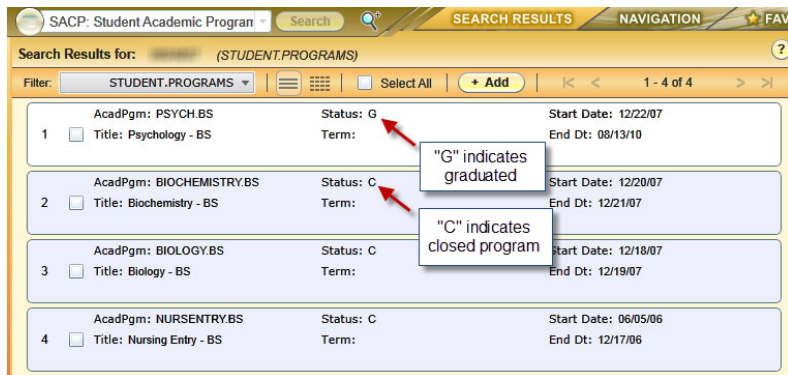 SACP: Student Academic Program Search SEARCH RESULTS NAVIGATION FAV
Search Results for: (STUDENT.PROGRAMS) ?
Filter: STUDENT.PROGRAMS Select All + Add |< < 1 - 4 of 4 > >|
AcadPgm: PSYCH.BS Status: G Start Date: 12/22/07
1 Title: Psychology - BS Term: End Dt: 08/13/10
"G" indicates
graduated
AcadPgm: BIOCHEMISTRY.BS Status: C Start Date: 12/20/07
2 Title: Biochemistry - BS Term: End Dt: 12/21/07
"C" indicates
closed program
AcadPgm: BIOLOGY.BS Status: C Start Date: 12/18/07
3 Title: Biology - BS Term: End Dt: 12/19/07
AcadPgm: NURSENTRY.BS Status: C Start Date: 06/05/06
4 Title: Nursing Entry - BS Term: End Dt: 12/17/06